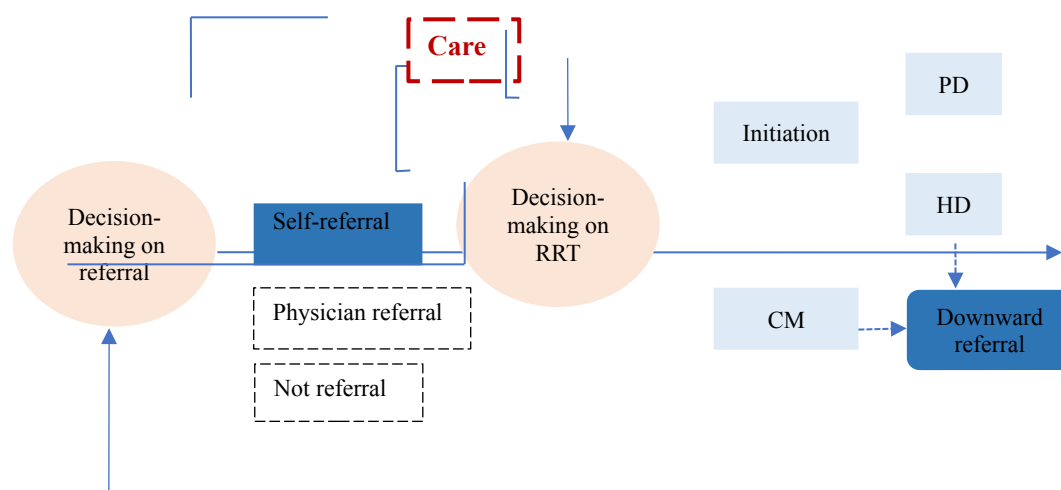 Care
PD
Initiation
Decision-
making on
referral
Self-referral
Decision-
making on
RRT
HD
Physician referral
CM
Downward
referral
Not referral